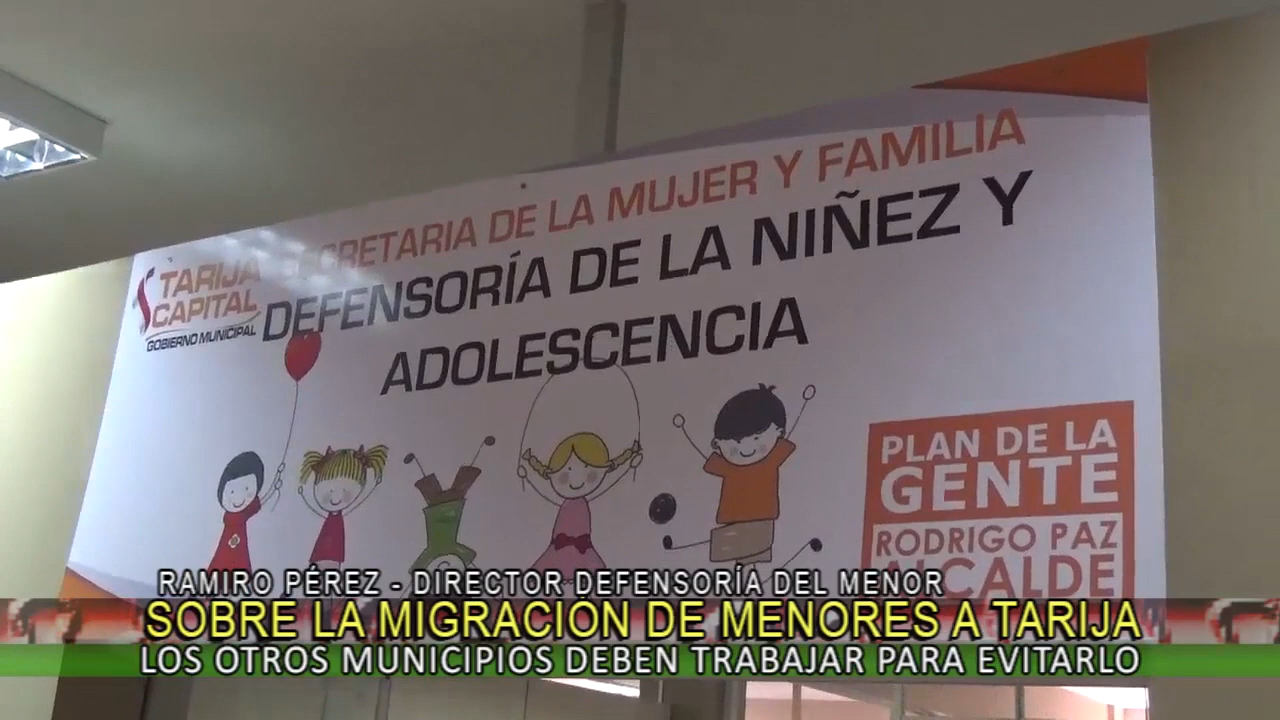 SECRETARIA DE LA MUJER Y FAMILIA
TARIJA
CAPITAL
GOBIERNO MUNICIPAL
DEFENSORÍA DE LA NIÑEZ Y
ADOLESCENCIA
PLAN DE LA
GENTE
RODRIGO PAZ
ALCALDE
RAMIRO PÉREZ - DIRECTOR DEFENSORÍA DEL MENOR
SOBRE LA MIGRACIÓN DE MENORES A TARIJA
LOS OTROS MUNICIPIOS DEBEN TRABAJAR PARA EVITARLO